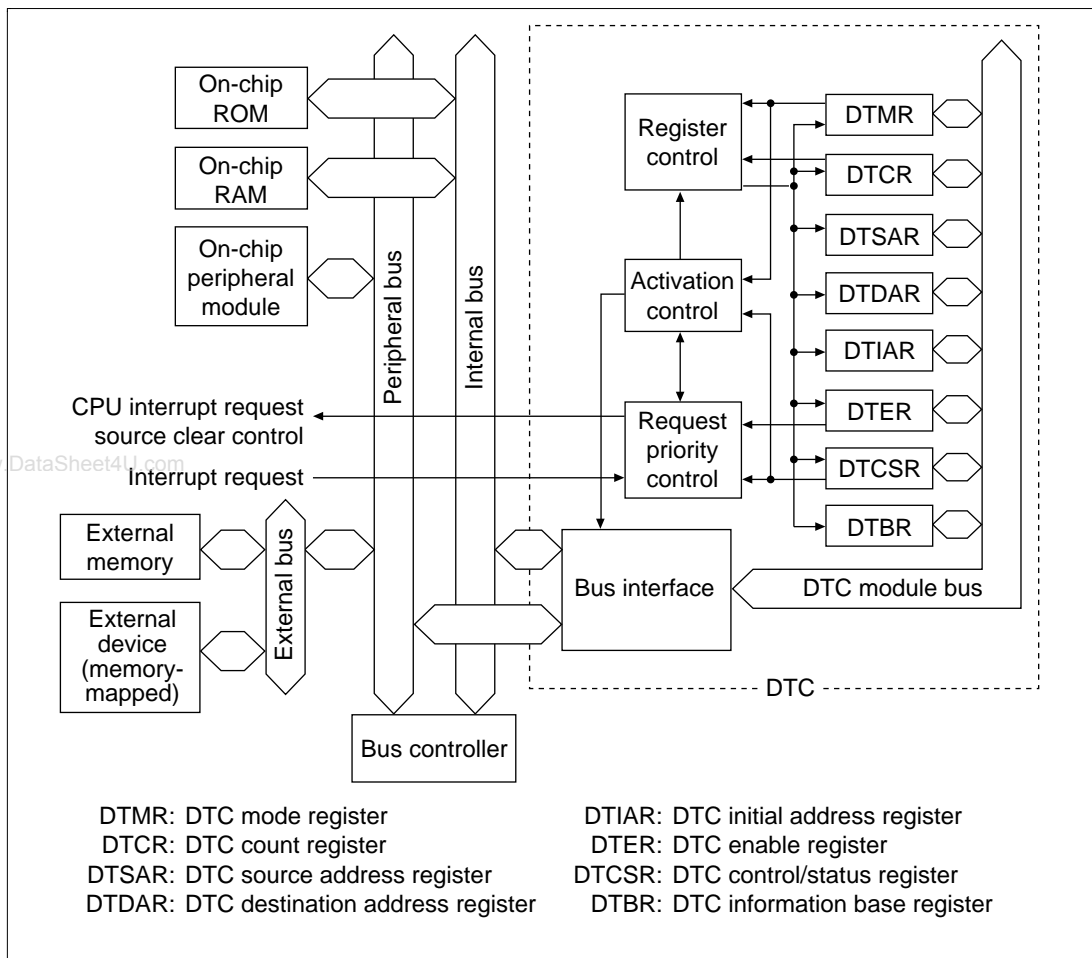 On-chip
ROM
On-chip
RAM
On-chip
peripheral
module
Peripheral bus
Internal bus
Register
control
Activation
control
Request
priority
control
DTMR
DTCR
DTSAR
DTDAR
DTIAR
DTER
DTCSR
DTBR
CPU interrupt request
source clear control
Interrupt request
.DataSheet4U.com
External
memory
External
device
(memory-
mapped)
External bus
Bus interface
DTC module bus
DTC
Bus controller
DTMR: DTC mode register
DTCR: DTC count register
DTSAR: DTC source address register
DTDAR: DTC destination address register
DTIAR: DTC initial address register
DTER: DTC enable register
DTCSR: DTC control/status register
DTBR: DTC information base register